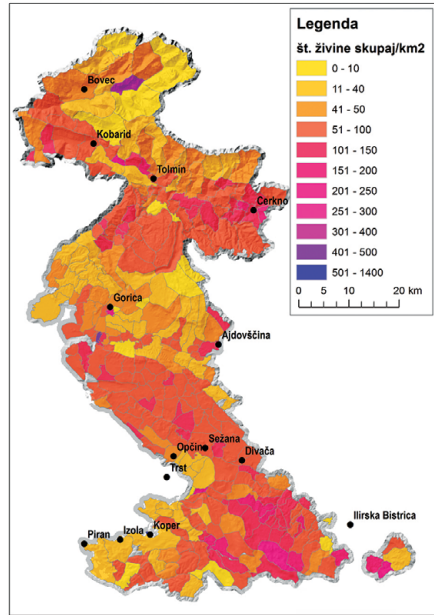 Legenda
št. živine skupaj/km2
0 - 10
11 - 40
41 - 50
51 - 100
101 - 150
151 - 200
201 - 250
251 - 300
301 - 400
401 - 500
501 - 1400
0 5 10 20 km
Bovec
Kobarid
Tolmin
Cerkno
Gorica
Ajdovščina
Opčine
Sežana
Divača
Trst
Ilirska Bistrica
Koper
Izola
Piran